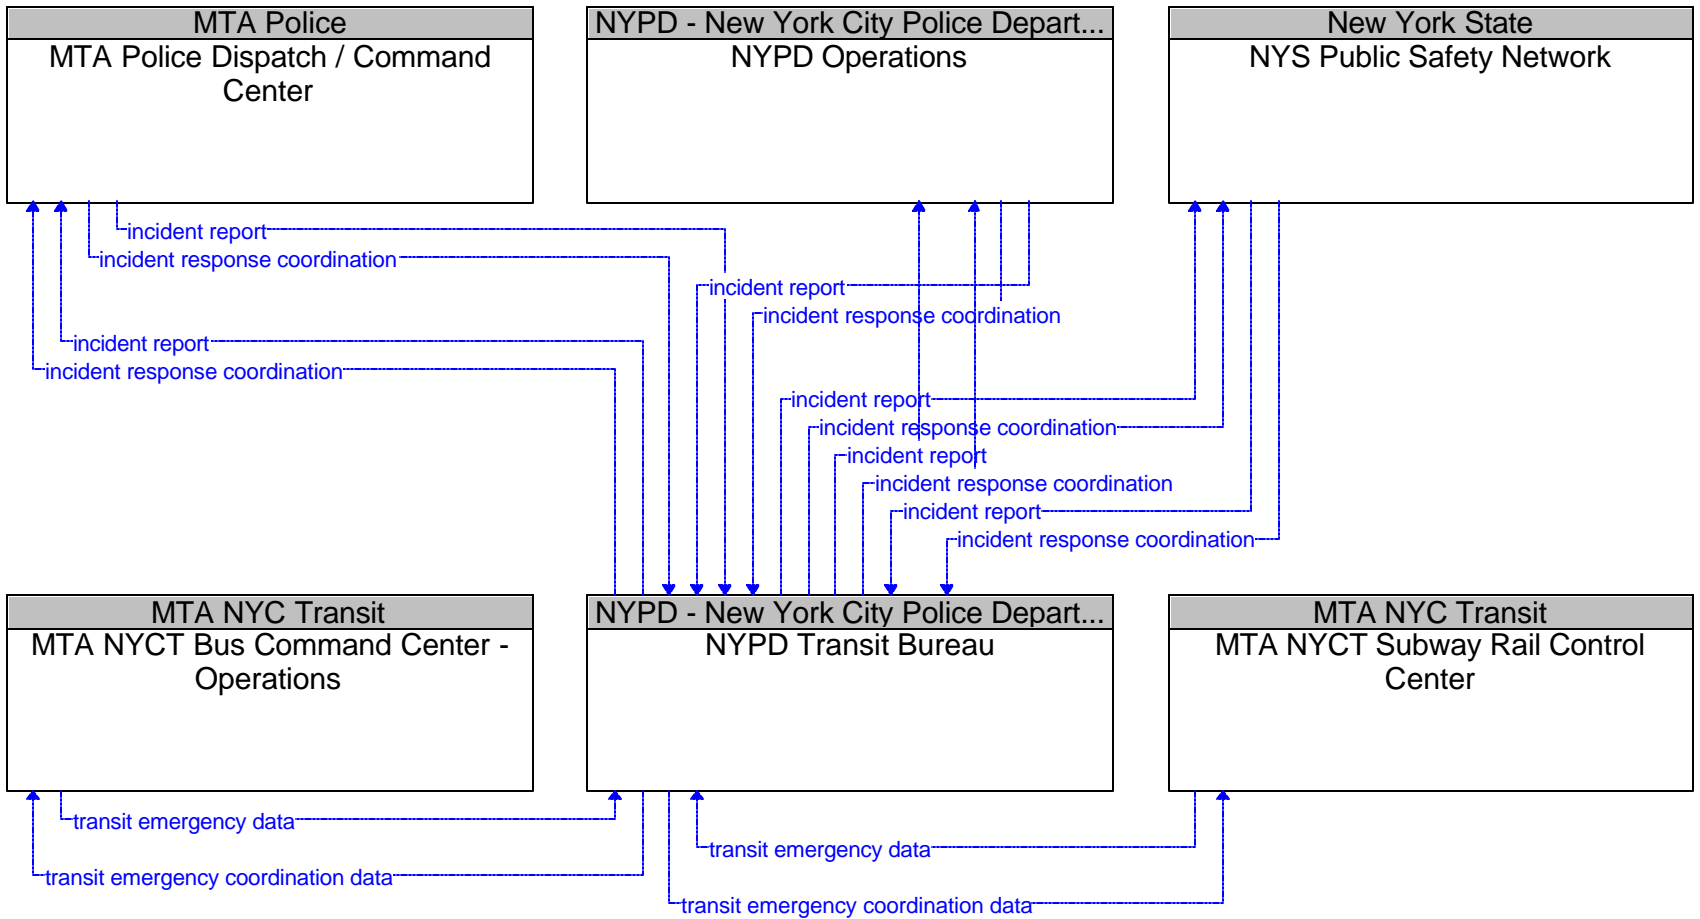 MTA Police
MTA Police Dispatch / Command
Center
NYPD - New York City Police Depart...
NYPD Operations
New York State
NYS Public Safety Network
incident report
incident response coordination
incident report
incident response coordination
incident report
incident response coordination
incident report
incident response coordination
incident report
incident response coordination
incident report
incident response coordination
MTA NYC Transit
MTA NYCT Bus Command Center -
Operations
NYPD - New York City Police Depart...
NYPD Transit Bureau
MTA NYC Transit
MTA NYCT Subway Rail Control
Center
transit emergency data
transit emergency data
transit emergency coordination data
transit emergency coordination data